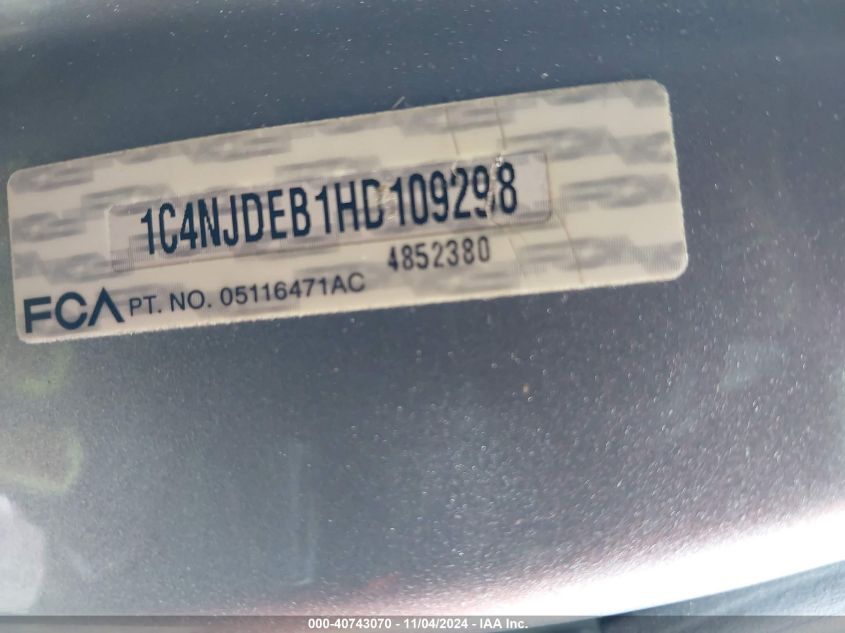 1C4NJDEB1HD109298
4852380
FCA PT. NO. 05116471AC
000-40743070 - 11/04/2024 - IAA Inc.